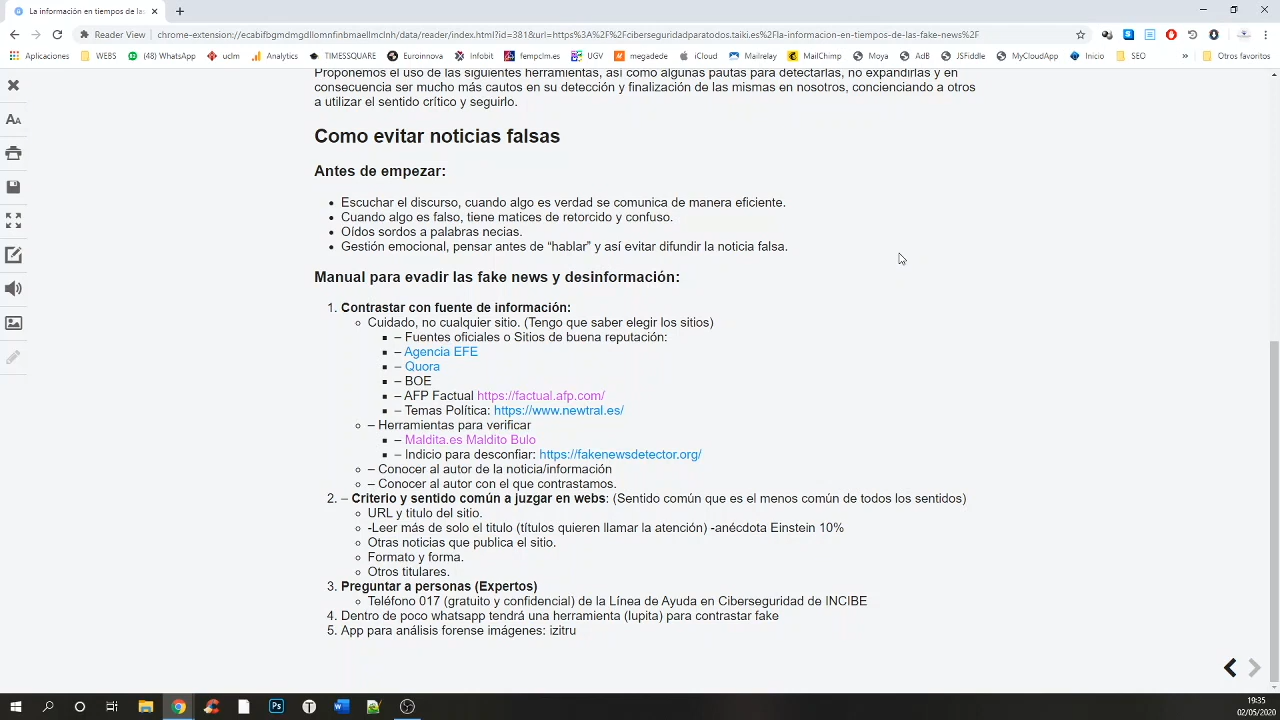 La información en tiempos de las
Reader View
chrome-extension://ecabifbgmdmgdllomnfinbmaellmclnh/data/reader/index.html?id=381&url=https%3A%2F%2Fciberseguridadparatodos.taiki.es%2Fla-informacion-en-tiempos-de-las-fake-news%2F
Aplicaciones WEBS (48) WhatsApp uclm Analytics TIMESSQUARE Euroinnova Infobit fempclm.es UGV megadede iCloud Mailrelay MailChimp Moya AdB JSFiddle MyCloudApp Inicio SEO » Otros favoritos
Proponemos el uso de las siguientes herramientas, así como algunas pautas para detectarlas, no expandirlas y en
consecuencia ser mucho más cautos en su detección y finalización de las mismas en nosotros, concienciando a otros
a utilizar el sentido crítico y seguirlo.
Como evitar noticias falsas
Antes de empezar:
• Escuchar el discurso, cuando algo es verdad se comunica de manera eficiente.
• Cuando algo es falso, tiene matices de retorcido y confuso.
• Oídos sordos a palabras necias.
• Gestión emocional, pensar antes de “hablar” y así evitar difundir la noticia falsa.
Manual para evadir las fake news y desinformación:
1. Contrastar con fuente de información:
Cuidado, no cualquier sitio. (Tengo que saber elegir los sitios)
– Fuentes oficiales o Sitios de buena reputación:
– Agencia EFE
– Quora
– BOE
– AFP Factual https://factual.afp.com/
– Temas Política: https://www.newtral.es/
– Herramientas para verificar
– Maldita.es Maldito Bulo
– Indicio para desconfiar: https://fakenewsdetector.org/
– Conocer al autor de la noticia/información
– Conocer al autor con el que contrastamos.
2. – Criterio y sentido común a juzgar en webs: (Sentido común que es el menos común de todos los sentidos)
URL y titulo del sitio.
-Leer más de solo el titulo (títulos quieren llamar la atención) -anécdota Einstein 10%
Otras noticias que publica el sitio.
Formato y forma.
Otros titulares.
3. Preguntar a personas (Expertos)
Teléfono 017 (gratuito y confidencial) de la Línea de Ayuda en Ciberseguridad de INCIBE
4. Dentro de poco whatsapp tendrá una herramienta (lupita) para contrastar fake
5. App para análisis forense imágenes: izitru
19:35
02/05/2020